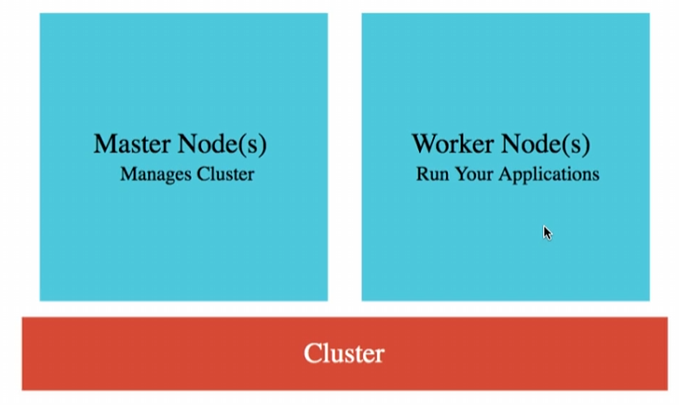 Master Node(s)
Manages Cluster
Worker Node(s)
Run Your Applications
Cluster